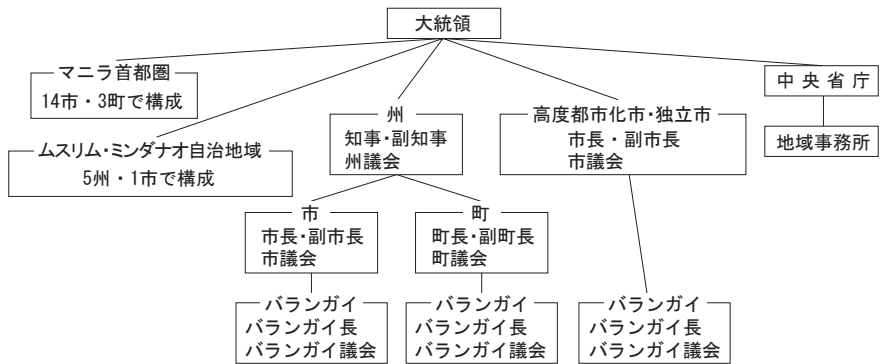 大統領
マニラ首都圏
14市・3町で構成
中央省庁
州
知事・副知事
州議会
高度都市化市・独立市
市長・副市長
市議会
地域事務所
ムスリム・ミンダナオ自治地域
5州・1市で構成
市
市長・副市長
市議会
町
町長・副町長
町議会
バランガイ
バランガイ長
バランガイ議会
バランガイ
バランガイ長
バランガイ議会
バランガイ
バランガイ長
バランガイ議会